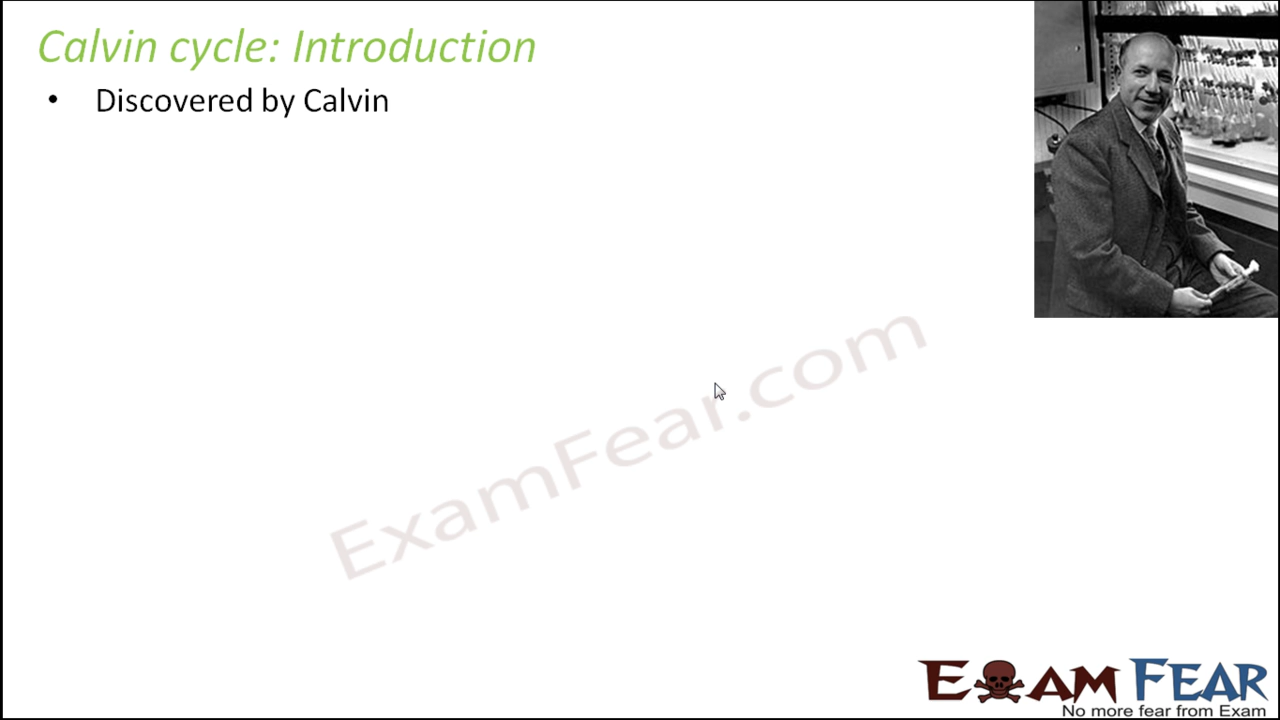 Calvin cycle: Introduction
• Discovered by Calvin
ExamFear.com
EXAM FEAR
No more fear from Exam